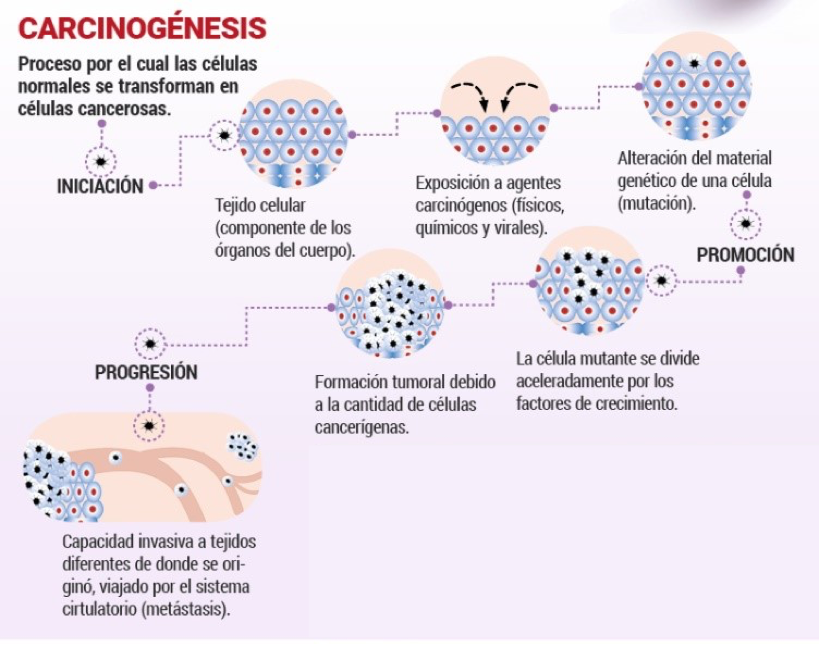 CARCINOGÉNESIS
Proceso por el cual las células
normales se transforman en
células cancerosas.
INICIACIÓN
Tejido celular
(componente de los
órganos del cuerpo).
Exposición a agentes
carcinógenos (físicos,
químicos y virales).
Alteración del material
genético de una célula
(mutación).
PROMOCIÓN
La célula mutante se divide
aceleradamente por los
factores de crecimiento.
Formación tumoral debido
a la cantidad de células
cancerígenas.
PROGRESIÓN
Capacidad invasiva a tejidos
diferentes de donde se ori-
ginó, viajado por el sistema
cirtulatorio (metástasis).